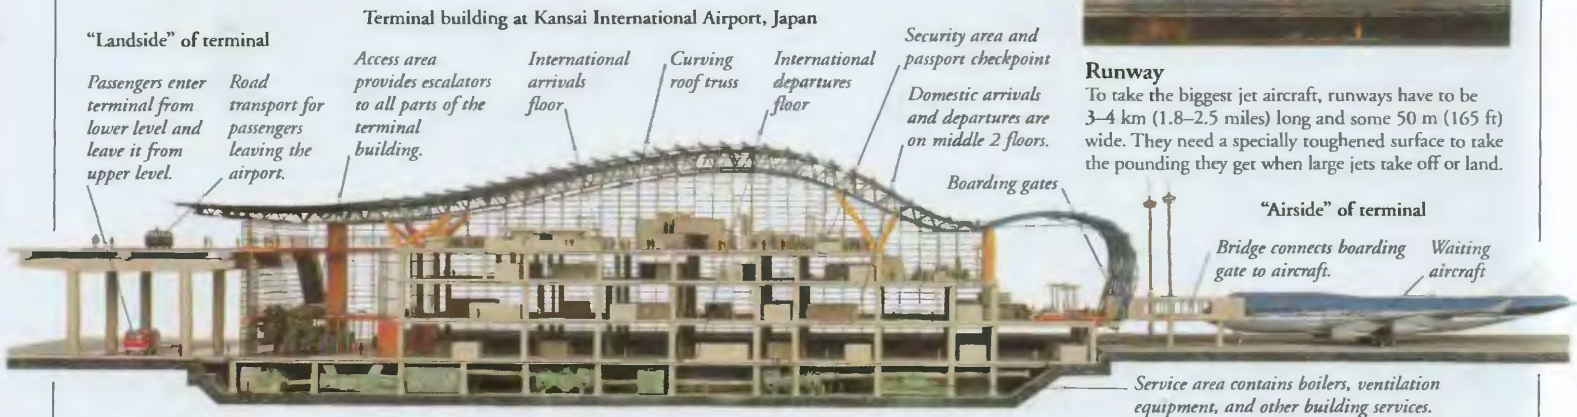 Terminal building at Kansai International Airport, Japan
"Landside" of terminal
Passengers enter
terminal from
lower level and
leave it from
upper level.
Road
transport for
passengers
leaving the
airport.
Access area
provides escalators
to all parts of the
terminal
building.
International
arrivals
floor
Curving
roof truss
International
departures
floor
Security area and
passport checkpoint
Domestic arrivals
and departures are
on middle 2 floors.
Boarding gates
Runway
To take the biggest jet aircraft, runways have to be
3–4 km (1.8–2.5 miles) long and some 50 m (165 ft)
wide. They need a specially toughened surface to take
the pounding they get when large jets take off or land.
"Airside" of terminal
Bridge connects boarding
gate to aircraft.
Waiting
aircraft
Service area contains boilers, ventilation
equipment, and other building services.